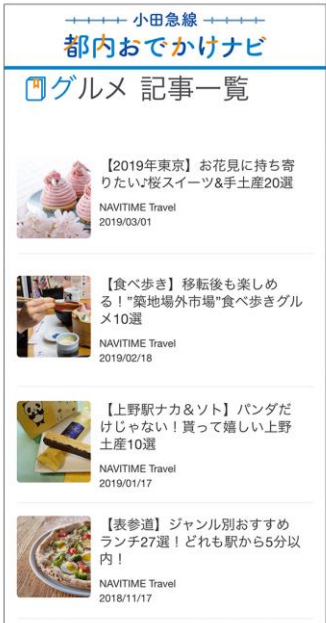 小田急線
都内おでかけナビ
グルメ 記事一覧
【2019年東京】お花見に持ち寄
りたい♪桜スイーツ&手土産20選
NAVITIME Travel
2019/03/01
【食べ歩き】移転後も楽しめ
る！"築地場外市場"食べ歩きグル
メ10選
NAVITIME Travel
2019/02/18
【上野駅ナカ＆ソト】パンダだ
けじゃない！貰って嬉しい上野
土産10選
NAVITIME Travel
2019/01/17
【表参道】ジャンル別おすすめ
ランチ27選！どれも駅から5分以
内！
NAVITIME Travel
2018/11/17